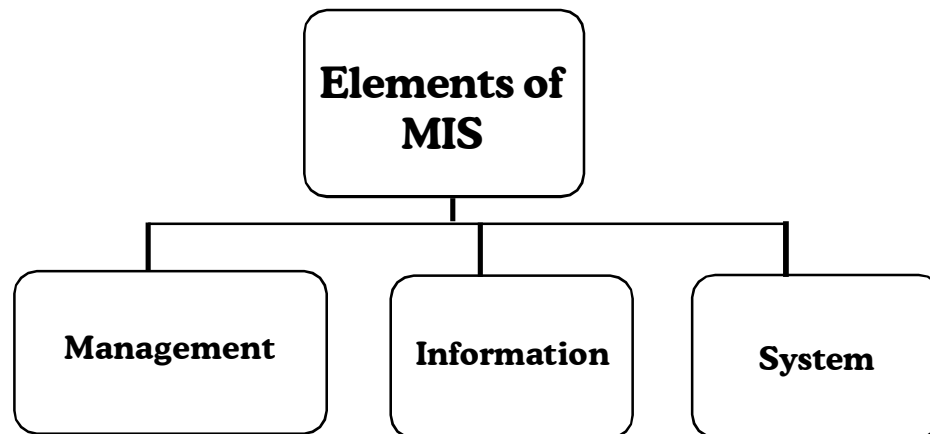 Elements of
MIS
Management
Information
System